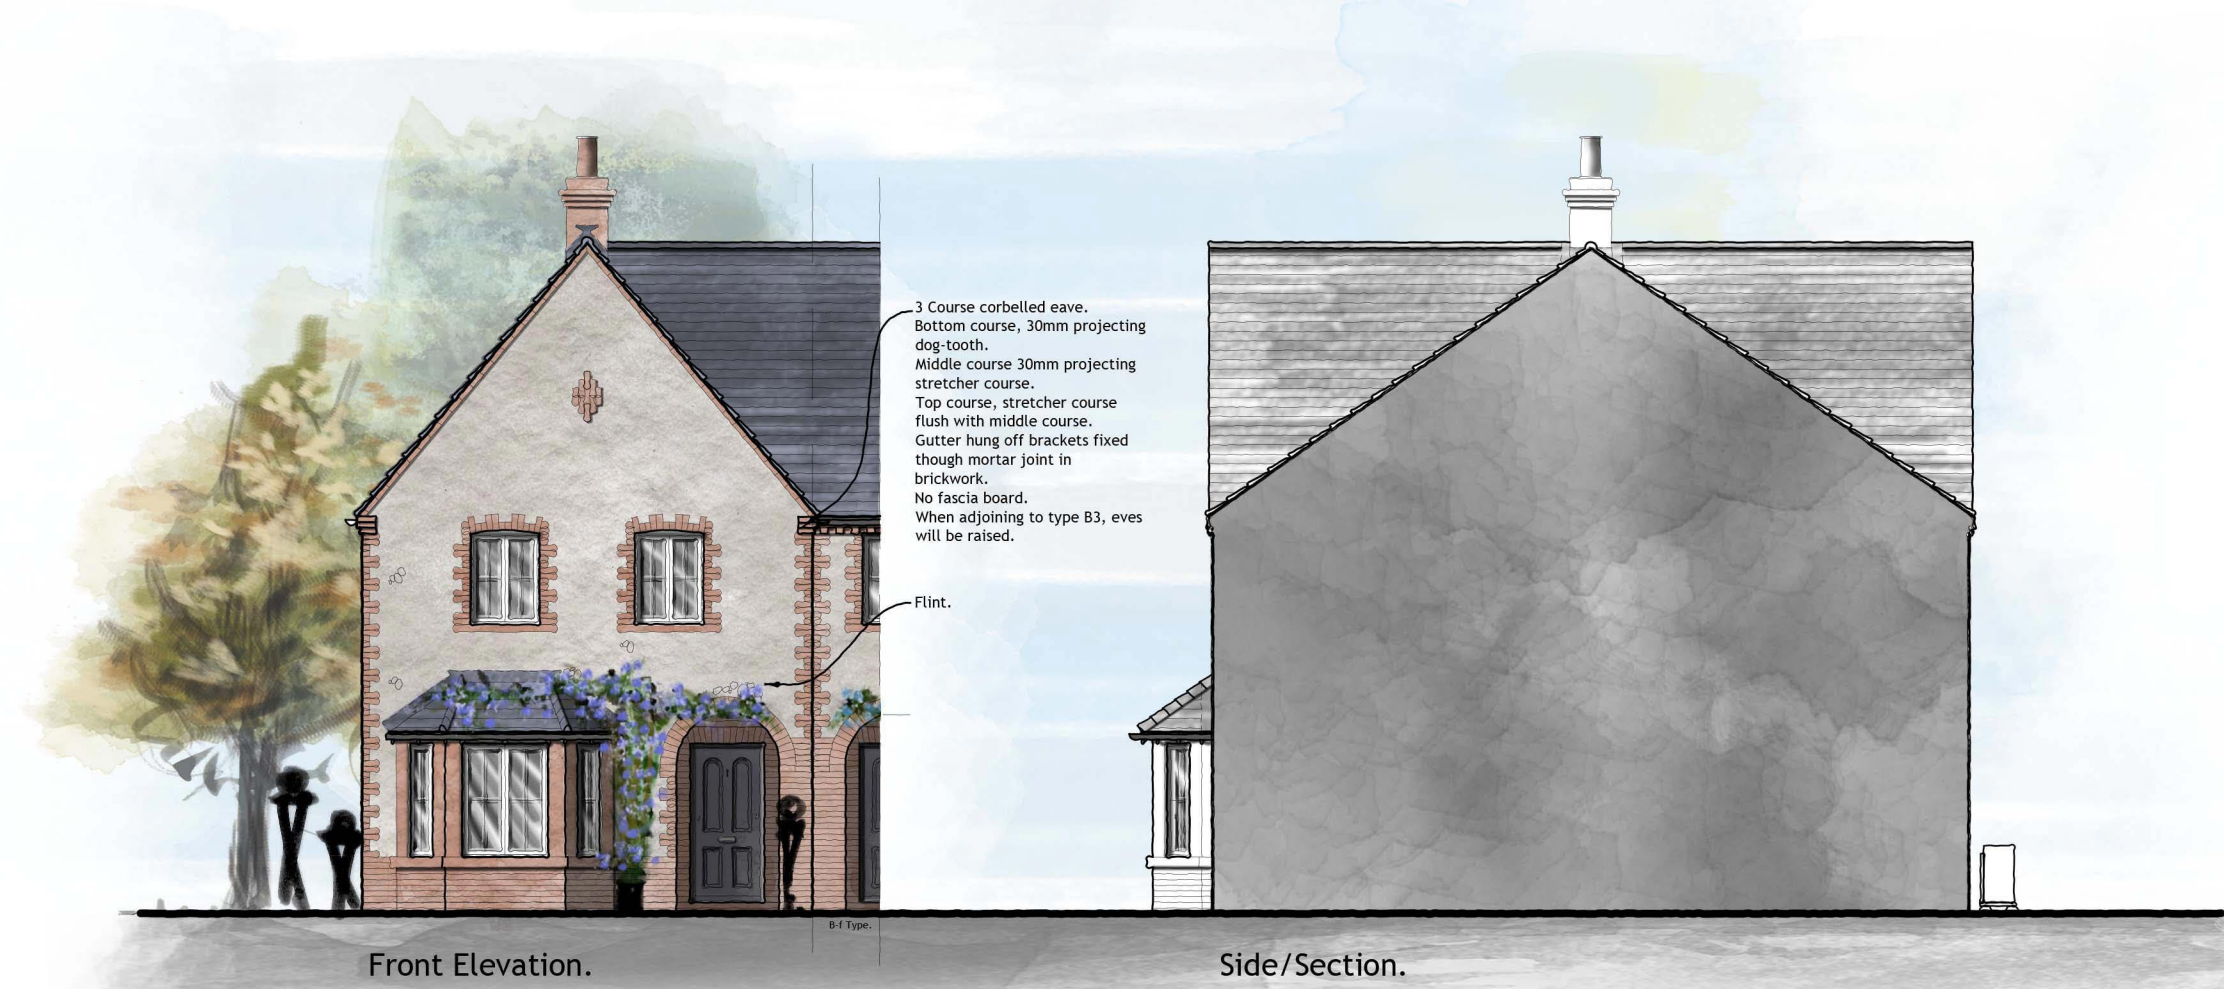 3 Course corbelled eave.
Bottom course, 30mm projecting
dog-tooth.
Middle course 30mm projecting
stretcher course.
Top course, stretcher course
flush with middle course.
Gutter hung off brackets fixed
though mortar joint in
brickwork.
No fascia board.
When adjoining to type B3, eves
will be raised.
Flint.
B-f Type.
Front Elevation.
Side/Section.